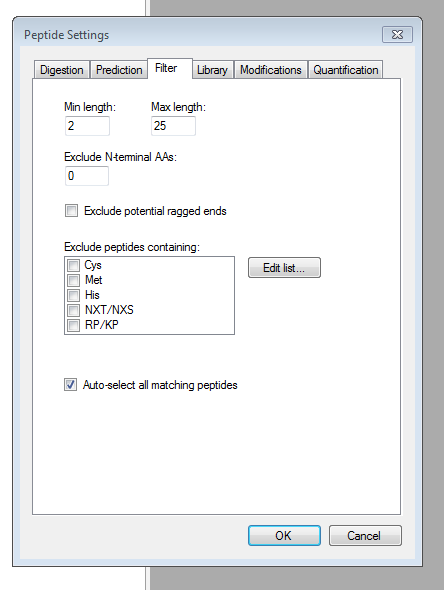 Peptide Settings
Digestion Prediction Filter Library Modifications Quantification
Min length: Max length:
2 25
Exclude N-terminal AAs:
0
Exclude potential ragged ends
Exclude peptides containing:
Cys
Edit list...
Met
His
NXT/NXS
RP/KP
Auto-select all matching peptides
OK Cancel